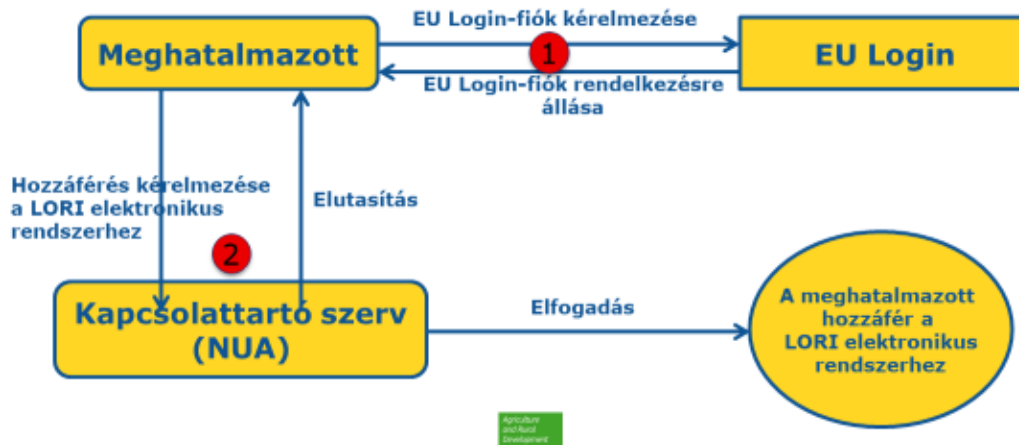 EU Login-fiók kérelmezése
Meghatalmazott
1
EU Login
EU Login-fiók rendelkezésre
állása
Hozzáférés kérelmezése
a LORI elektronikus
rendszerhez
Elutasítás
2
Kapcsolattartó szerv
(NUA)
Elfogadás
A meghatalmazott
hozzáfér a
LORI elektronikus
rendszerhez
Agriculture
and Rural
Development